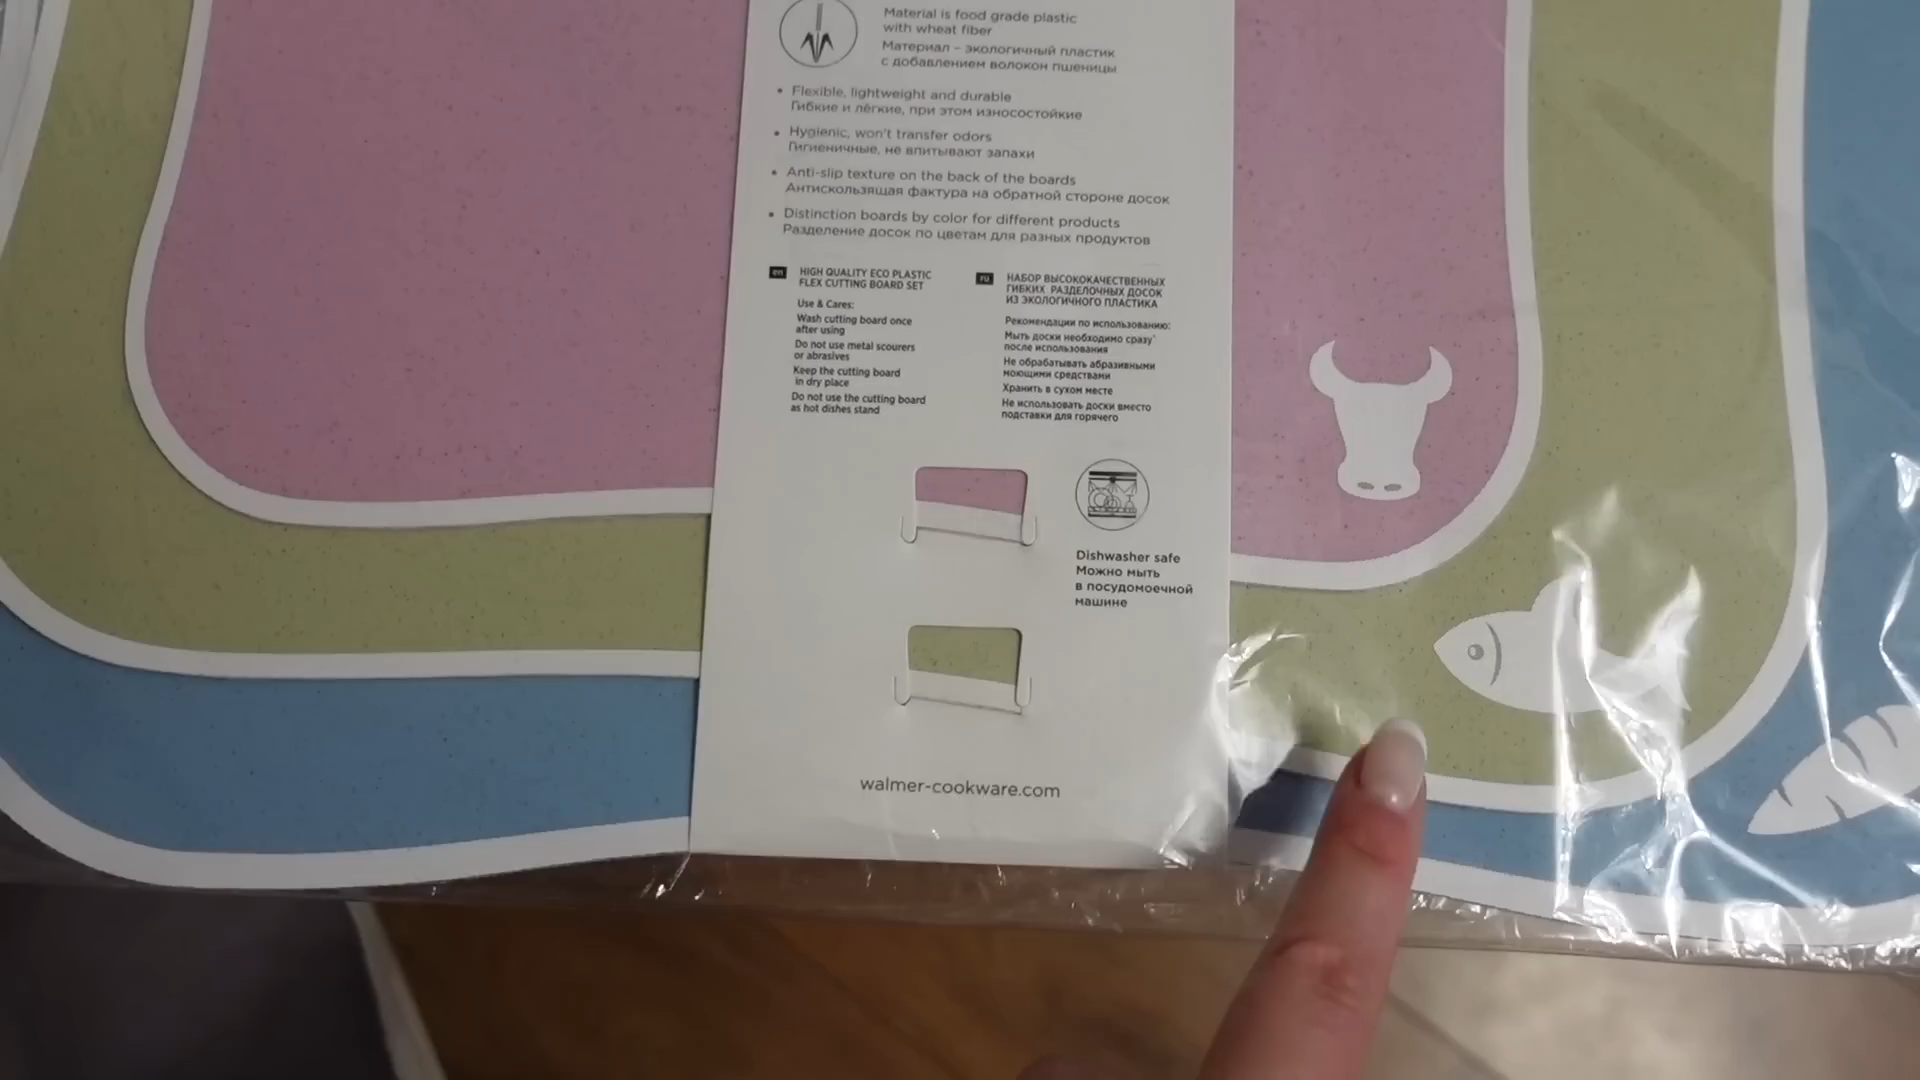 Material is food grade plastic
with wheat fiber
Материал – экологичный пластик
с добавлением волокон пшеницы
• Flexible, lightweight and durable
Гибкие и лёгкие, при этом износостойкие
• Hygienic, won't transfer odors
Гигиеничные, не впитывают запахи
• Anti-slip texture on the back of the boards
Антискользящая фактура на обратной стороне досок
• Distinction boards by color for different products
Разделение досок по цветам для разных продуктов
en
HIGH QUALITY ECO PLASTIC
FLEX CUTTING BOARD SET
Use & Cares:
Wash cutting board once
after using
Do not use metal scourers
or abrasives
Keep the cutting board
in dry place
Do not use the cutting board
as hot dishes stand
ru
НАБОР ВЫСОКОКАЧЕСТВЕННЫХ
ГИБКИХ РАЗДЕЛОЧНЫХ ДОСОК
ИЗ ЭКОЛОГИЧНОГО ПЛАСТИКА
Рекомендации по использованию:
Мыть доски необходимо сразу
после использования
Не обрабатывать абразивными
моющими средствами
Хранить в сухом месте
Не использовать доски вместо
подставки для горячего
Dishwasher safe
Можно мыть
в посудомоечной
машине
walmer-cookware.com